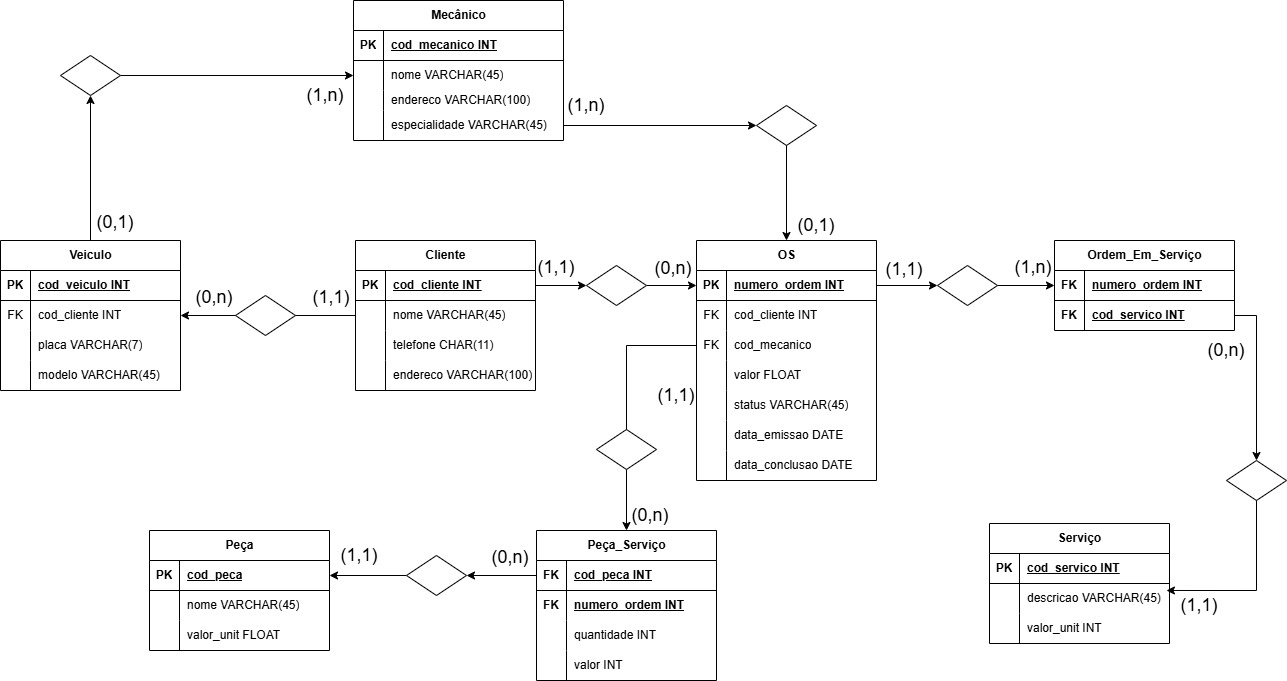 Mecânico
PK cod_mecanico INT
nome VARCHAR(45)
endereco VARCHAR(100)
especialidade VARCHAR(45)
(1,n)
(1,n)
(0,1)
(0,1)
Veiculo
PK cod_veiculo INT
FK cod_cliente INT
placa VARCHAR(7)
modelo VARCHAR(45)
(0,n)
(1,1)
Cliente
PK cod_cliente INT
nome VARCHAR(45)
telefone CHAR(11)
endereco VARCHAR(100)
(1,1)
(0,n)
OS
PK numero_ordem INT
FK cod_cliente INT
FK cod_mecanico
valor FLOAT
status VARCHAR(45)
data_emissao DATE
data_conclusao DATE
(1,1)
(1,n)
Ordem_Em_Serviço
FK numero_ordem INT
FK cod_servico INT
(0,n)
(1,1)
(0,n)
Peça
PK cod_peca
nome VARCHAR(45)
valor_unit FLOAT
(1,1)
(0,n)
Peça_Serviço
FK cod_peca INT
FK numero_ordem INT
quantidade INT
valor INT
Serviço
PK cod_servico INT
descricao VARCHAR(45)
valor_unit INT
(1,1)